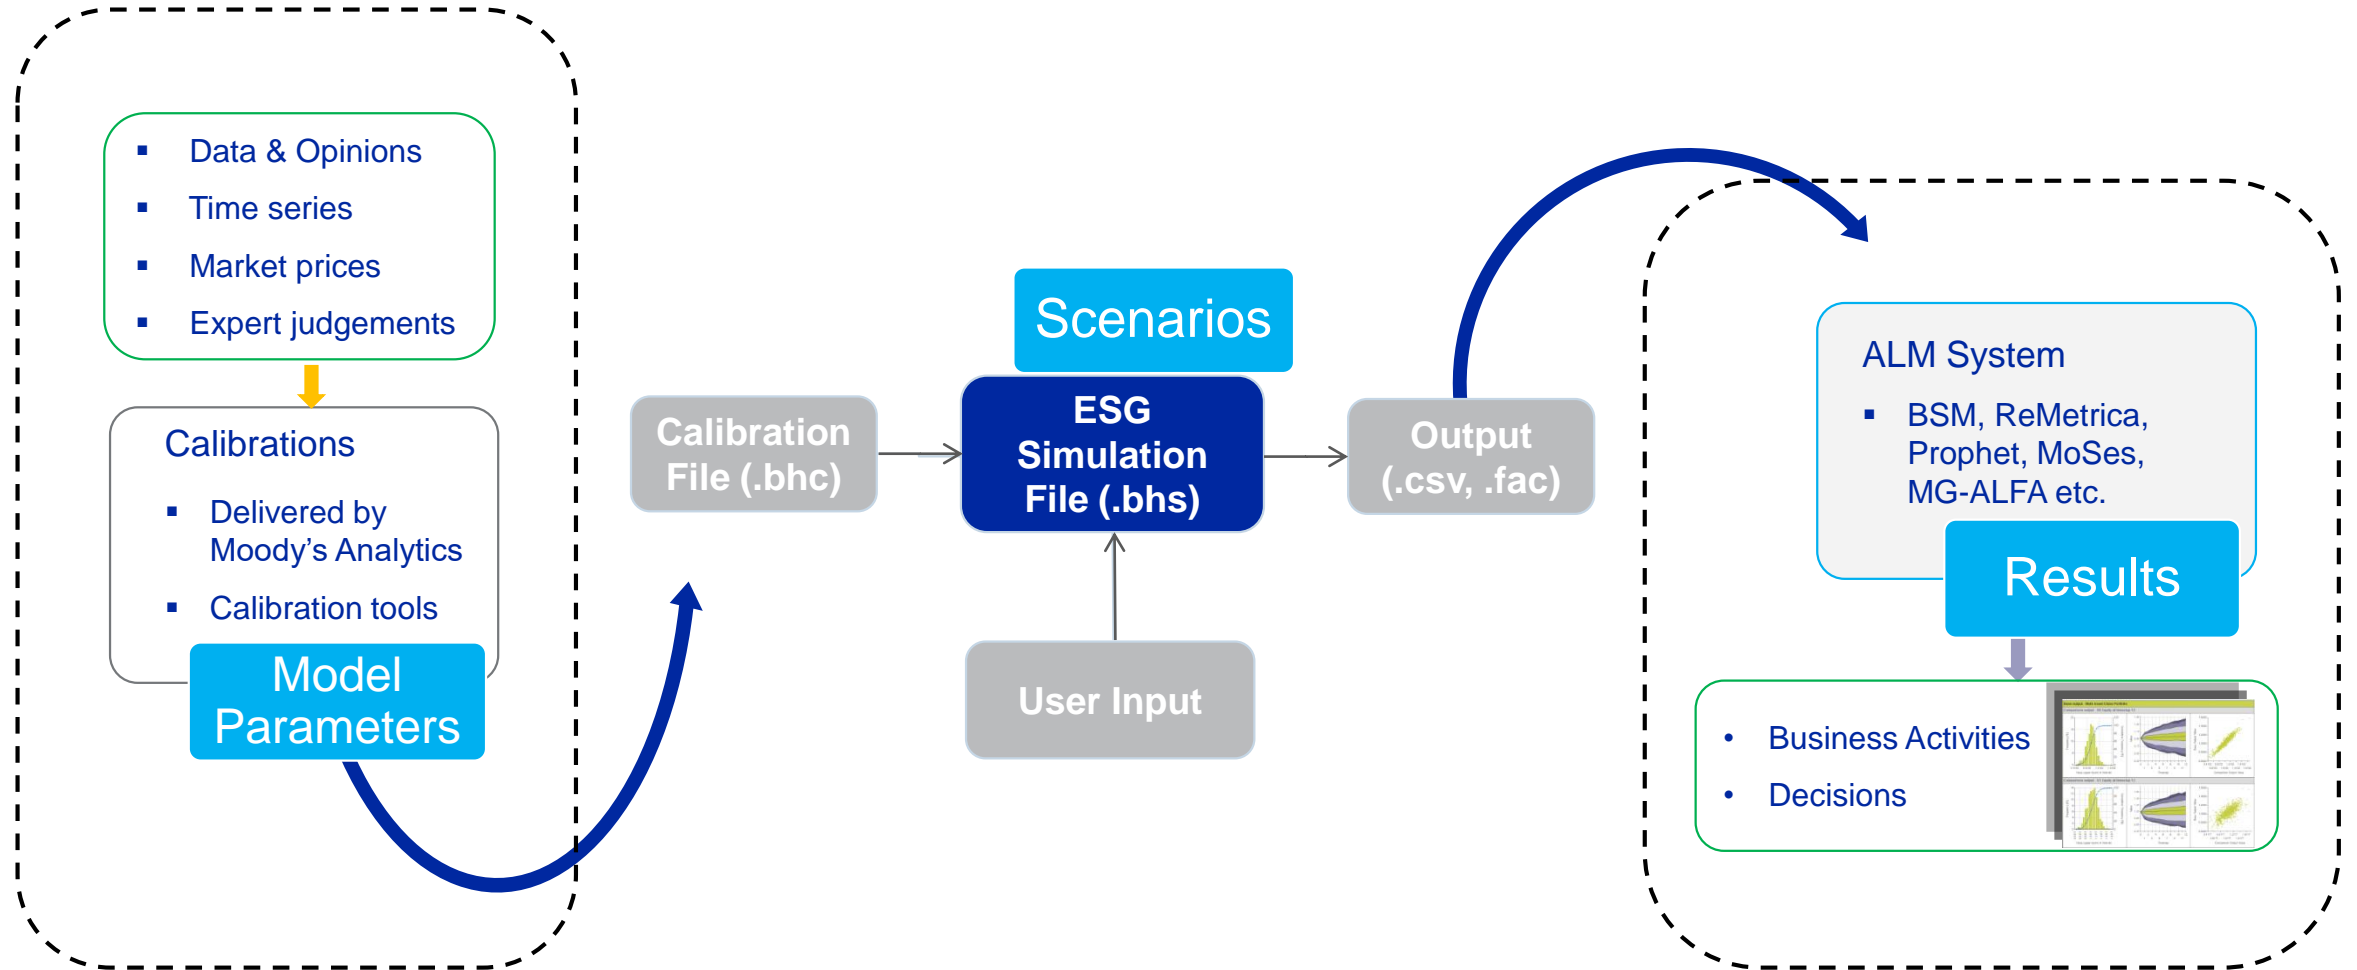 Data & Opinions
Time series
Market prices
Expert judgements
Calibrations
Delivered by
Moody’s Analytics
Calibration tools
Model
Parameters
Calibration
File (.bhc)
Scenarios
ESG
Simulation
File (.bhs)
User Input
Output
(.csv, .fac)
ALM System
BSM, ReMetrica,
Prophet, MoSes,
MG-ALFA etc.
Results
Business Activities
Decisions